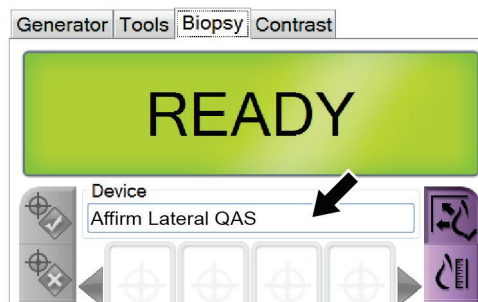 Generator Tools Biopsy Contrast
READY
Device
Affirm Lateral QAS